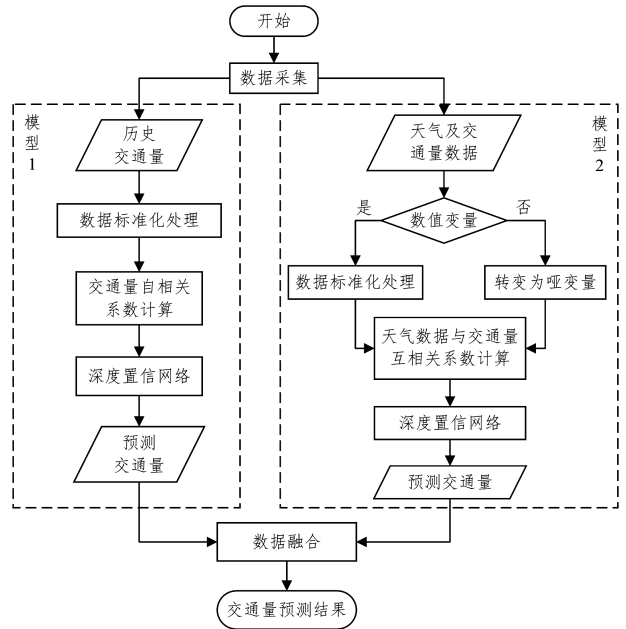 开始
数据采集
模型1
历史
交通量
数据标准化处理
交通量自相关
系数计算
深度置信网络
预测
交通量
模型2
天气及交
通量数据
数值变量
是
否
数据标准化处理
转变为哑变量
天气数据与交通量
互相关系数计算
深度置信网络
预测交通量
数据融合
交通量预测结果